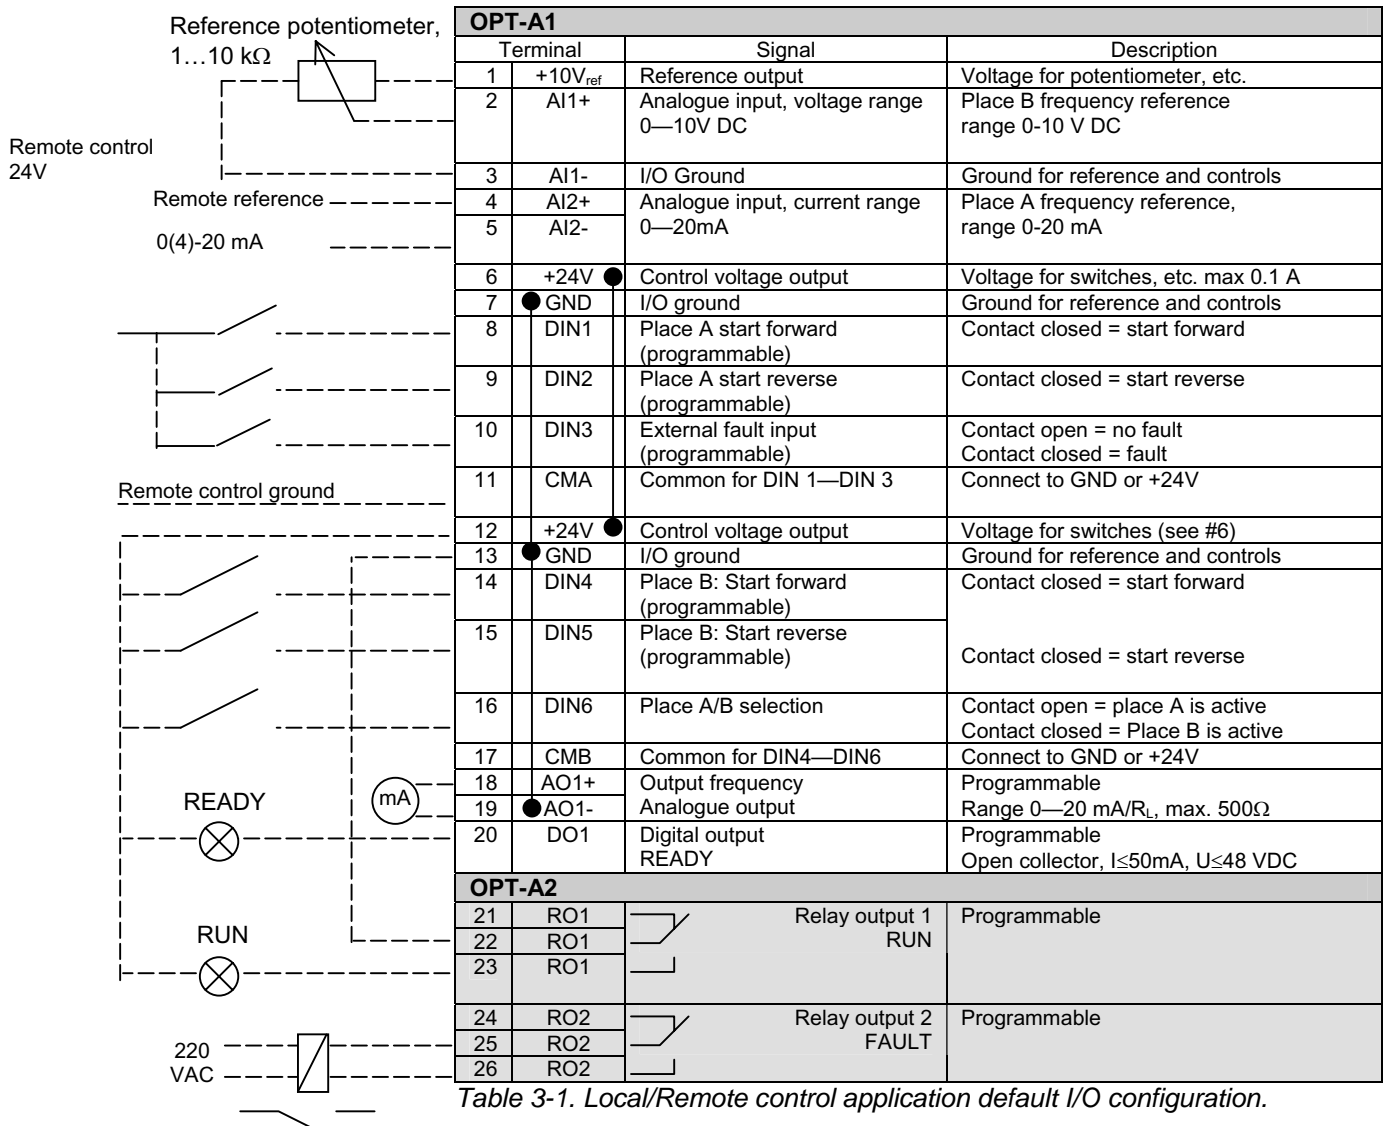 Reference potentiometer,
1…10 kΩ
Remote control
24V
Remote reference
0(4)-20 mA
Remote control ground
READY
mA
RUN
220
VAC
OPT-A1
Terminal Signal Description
1 +10Vref Reference output Voltage for potentiometer, etc.
2 AI1+ Analogue input, voltage range Place B frequency reference
0—10V DC range 0-10 V DC
3 AI1- I/O Ground Ground for reference and controls
4 AI2+ Analogue input, current range Place A frequency reference,
5 AI2- 0—20mA range 0-20 mA
6 +24V Control voltage output Voltage for switches, etc. max 0.1 A
7 GND I/O ground Ground for reference and controls
8 DIN1 Place A start forward Contact closed = start forward
(programmable)
9 DIN2 Place A start reverse Contact closed = start reverse
(programmable)
10 DIN3 External fault input Contact open = no fault
(programmable) Contact closed = fault
11 CMA Common for DIN 1—DIN 3 Connect to GND or +24V
12 +24V Control voltage output Voltage for switches (see #6)
13 GND I/O ground Ground for reference and controls
14 DIN4 Place B: Start forward Contact closed = start forward
(programmable)
15 DIN5 Place B: Start reverse
(programmable) Contact closed = start reverse
16 DIN6 Place A/B selection Contact open = place A is active
Contact closed = Place B is active
17 CMB Common for DIN4—DIN6 Connect to GND or +24V
18 AO1+ Output frequency Programmable
19 AO1- Analogue output Range 0—20 mA/RL, max. 500Ω
20 DO1 Digital output Programmable
READY Open collector, I≤50mA, U≤48 VDC
OPT-A2
21 RO1 Relay output 1 Programmable
22 RO1 RUN
23 RO1
24 RO2 Relay output 2 Programmable
25 RO2 FAULT
26 RO2
Table 3-1. Local/Remote control application default I/O configuration.